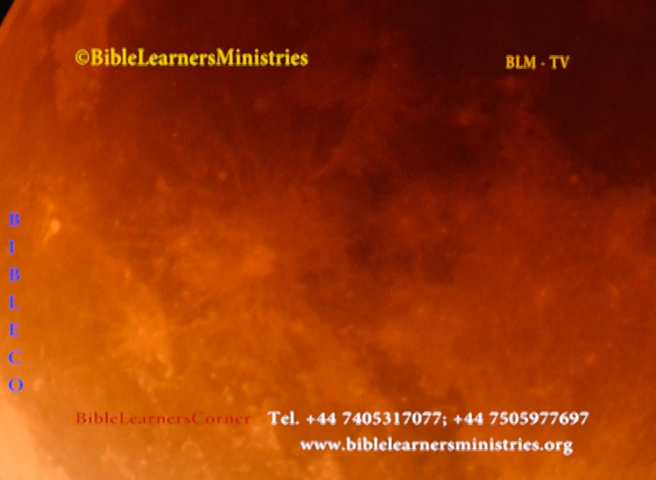 ©BibleLearnersMinistries
BLM - TV
B
I
B
L
E
C
O
BibleLearnersCorner
Tel. +44 7405317077; +44 7505977697
www.biblelearnersministries.org